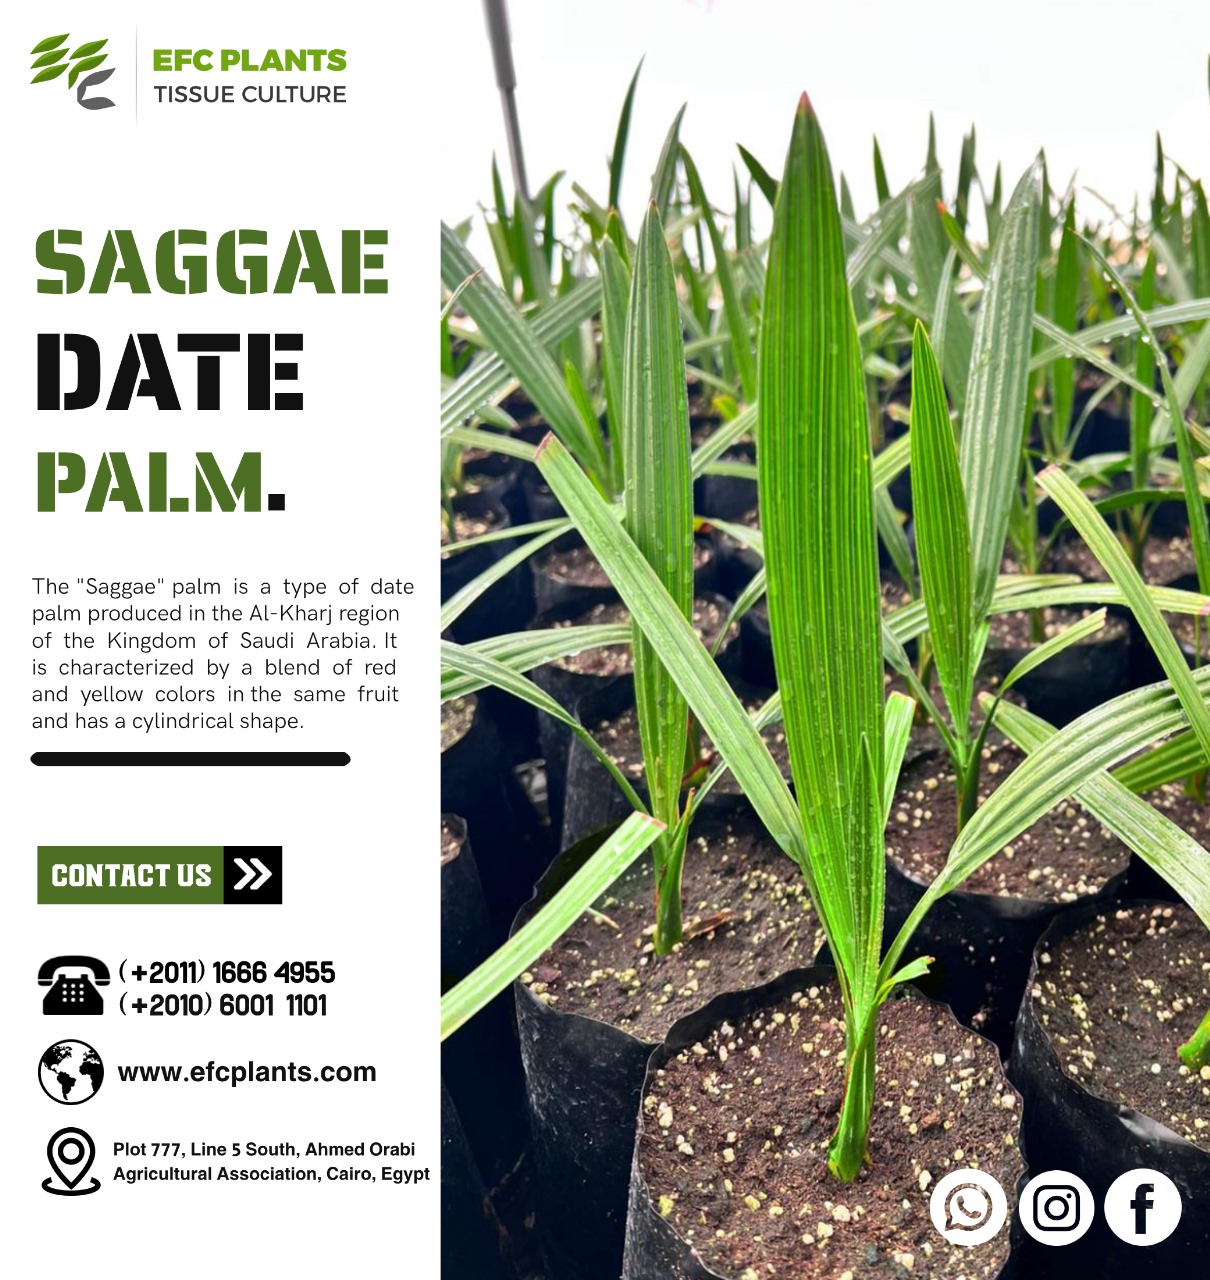 EFC PLANTS
TISSUE CULTURE
SAGGAE
DATE
PALM.
The "Saggae" palm is a type of date
palm produced in the Al-Kharj region
of the Kingdom of Saudi Arabia. It
is characterized by a blend of red
and yellow colors in the same fruit
and has a cylindrical shape.
CONTACT US
(+2011) 1666 4955
(+2010) 6001 1101
www.efcplants.com
Plot 777, Line 5 South, Ahmed Orabi
Agricultural Association, Cairo, Egypt